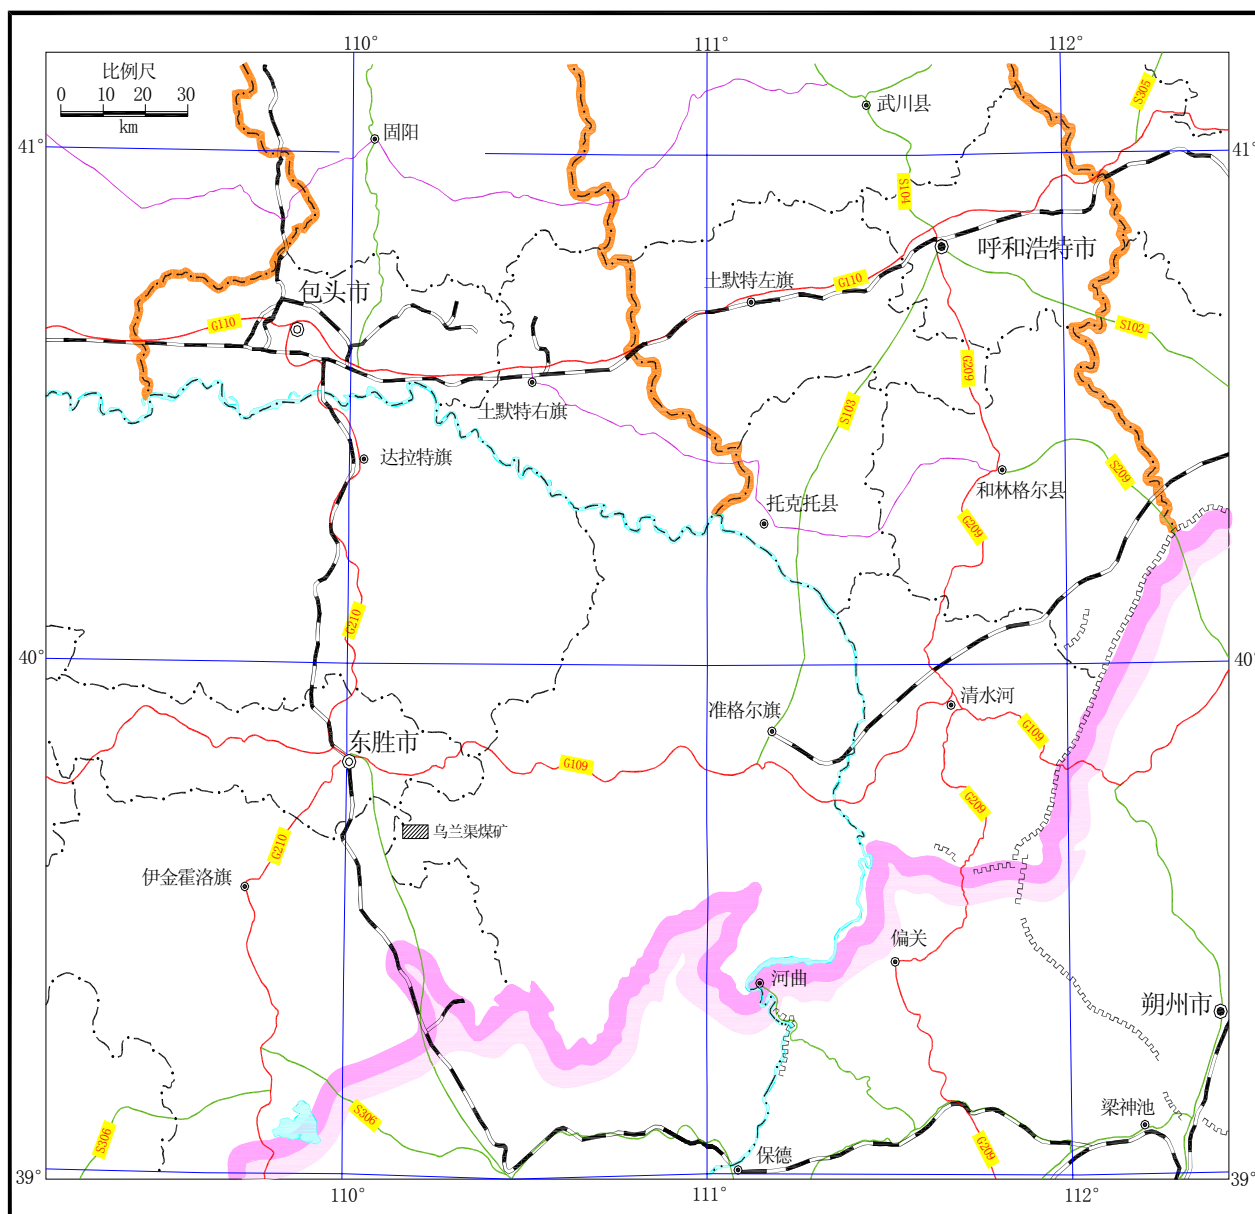 110°
111°
112°
比例尺
0 10 20 30
km
S305
武川县
固阳
41°
41°
S104
呼和浩特市
土默特左旗
G110
包头市
G110
S102
G209
S103
土默特右旗
达拉特旗
S209
和林格尔县
托克托县
G209
G210
40°
40°
清水河
准格尔旗
G109
东胜市
G109
G209
乌兰渠煤矿
G210
伊金霍洛旗
偏关
河曲
朔州市
梁神池
S306
S306
G209
保德
39°
39°
110°
111°
112°